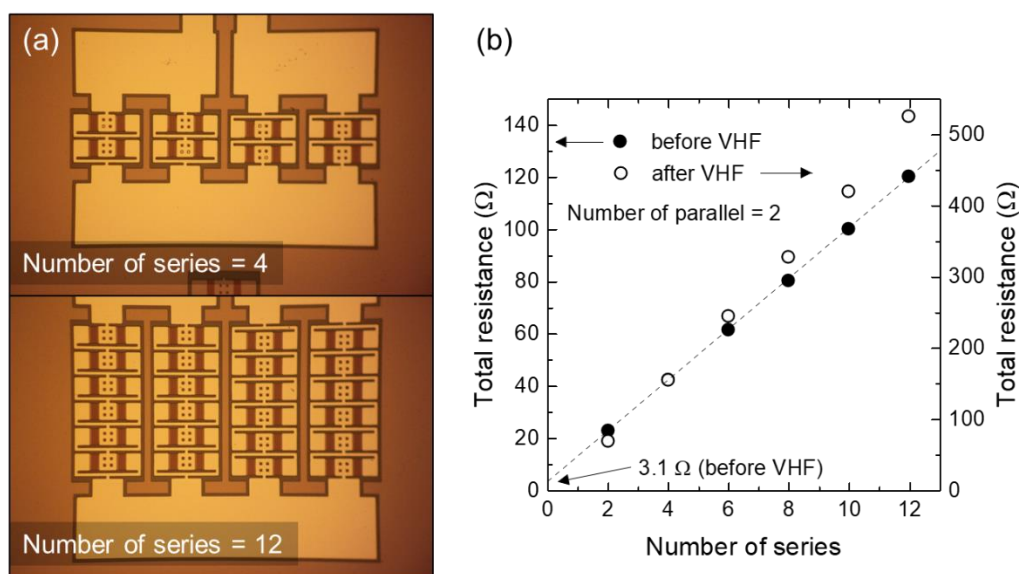 (a)
Number of series = 4
Number of series = 12
(b)
Total resistance (Ω)
140
120
100
80
60
40
20
0
before VHF
after VHF
Number of parallel = 2
3.1 Ω (before VHF)
500
400
300
200
100
0
Total resistance (Ω)
0 2 4 6 8 10 12
Number of series